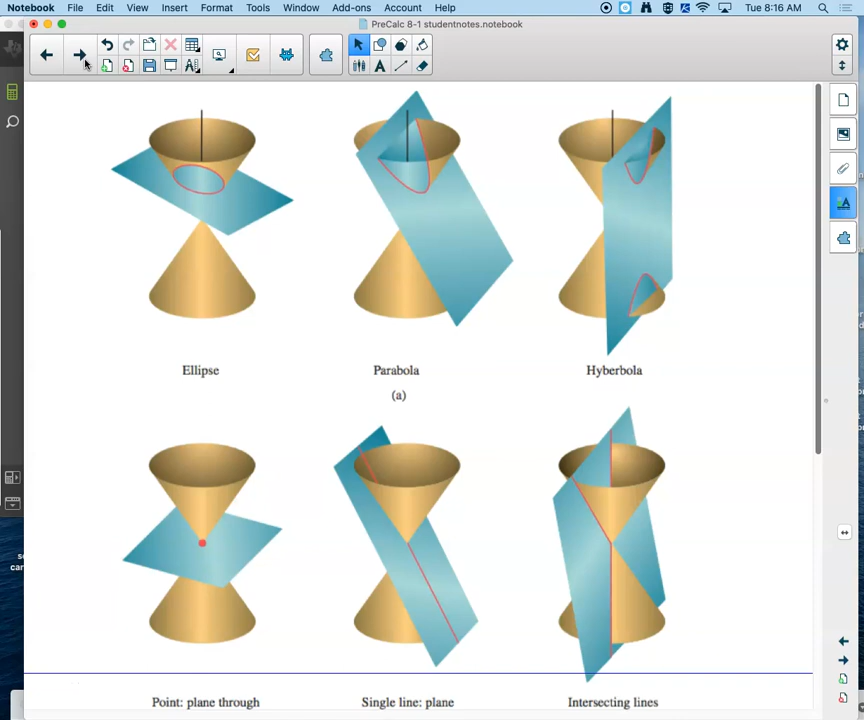 Notebook File Edit View Insert Format Tools Window Add-ons Account Help Tue 8:16 AM
PreCalc 8-1 studentnotes.notebook
Ellipse Parabola Hyberbola
(a)
Point: plane through Single line: plane Intersecting lines